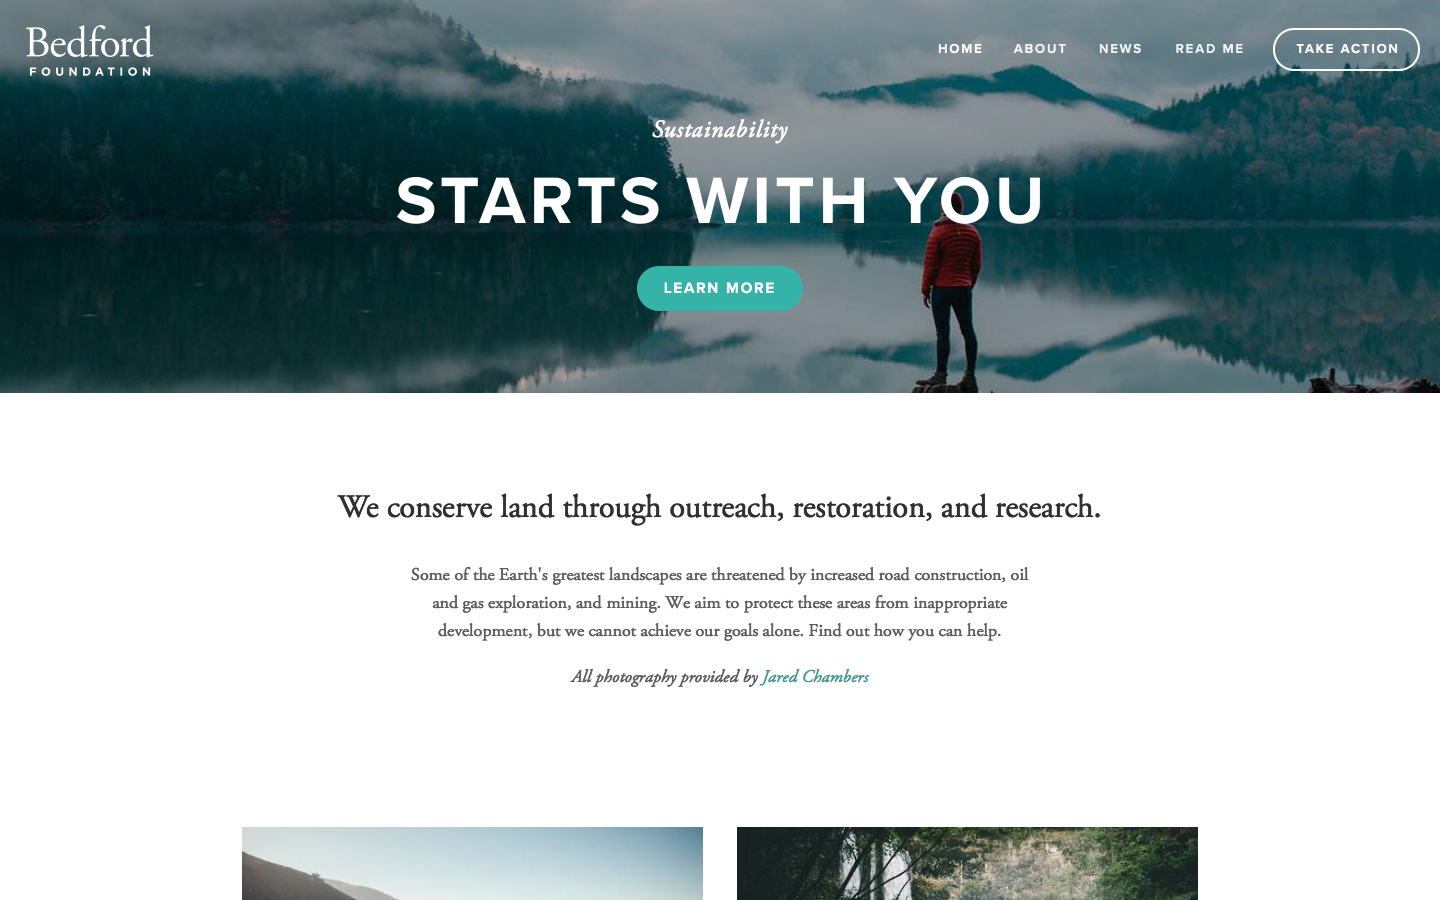 Bedford
FOUNDATION
HOME ABOUT NEWS READ ME TAKE ACTION
Sustainability
STARTS WITH YOU
LEARN MORE
We conserve land through outreach, restoration, and research.
Some of the Earth's greatest landscapes are threatened by increased road construction, oil
and gas exploration, and mining. We aim to protect these areas from inappropriate
development, but we cannot achieve our goals alone. Find out how you can help.
All photography provided by Jared Chambers